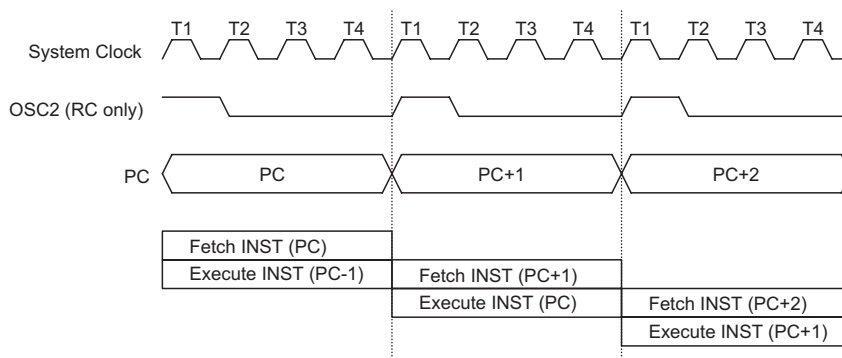 T1 T2 T3 T4 T1 T2 T3 T4 T1 T2 T3 T4
System Clock
OSC2 (RC only)
PC PC PC+1 PC+2
Fetch INST (PC)
Execute INST (PC-1) Fetch INST (PC+1)
Execute INST (PC) Fetch INST (PC+2)
Execute INST (PC+1)